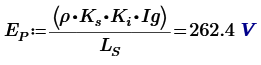 E_P := (ρ • K_s • K_i • Ig) / L_S = 262.4 V